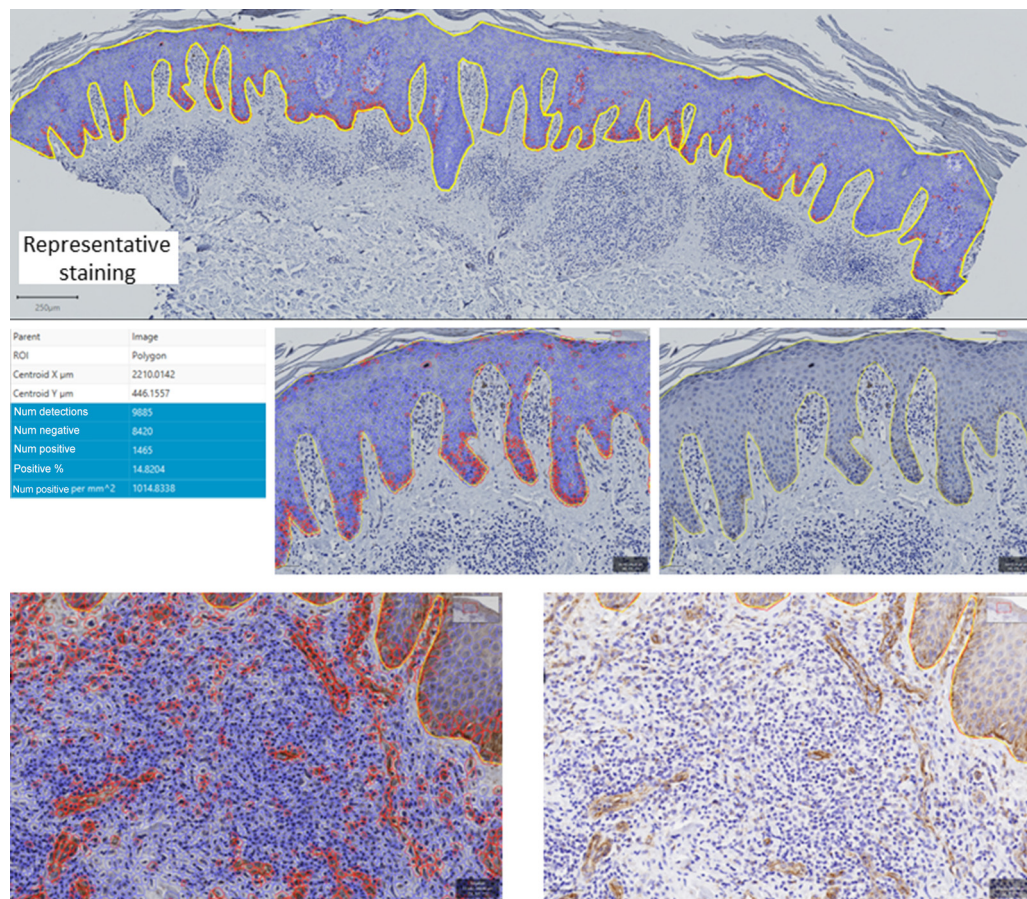 Representative
staining
250μm
Parent Image
ROI Polygon
Centroid X μm 2210.0142
Centroid Y μm 446.1557
Num detections 9885
Num negative 8420
Num positive 1465
Positive % 14.8204
Num positive per mm^2 1014.8338